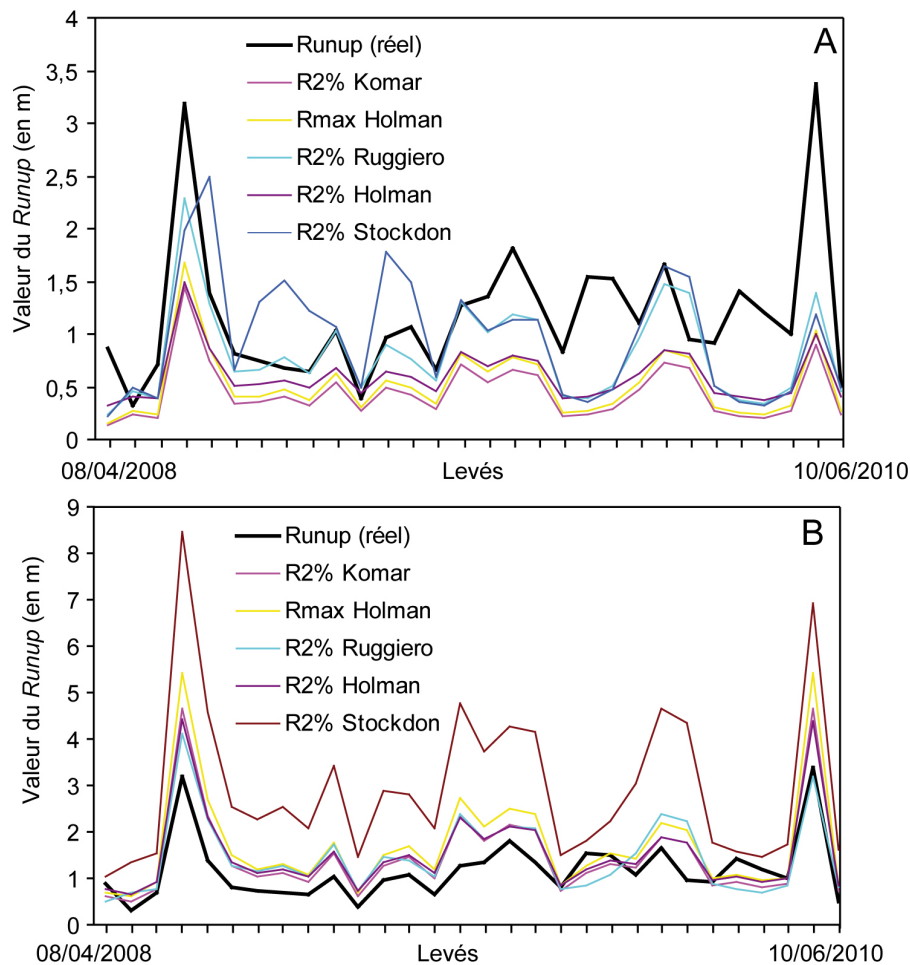 A
Valeur du Runup (en m)
4
3,5
3
2,5
2
1,5
1
0,5
0
Runup (réel)
R2% Komar
Rmax Holman
R2% Ruggiero
R2% Holman
R2% Stockdon
08/04/2008
Levés
10/06/2010
B
Valeur du Runup (en m)
9
8
7
6
5
4
3
2
1
0
Runup (réel)
R2% Komar
Rmax Holman
R2% Ruggiero
R2% Holman
R2% Stockdon
08/04/2008
Levés
10/06/2010